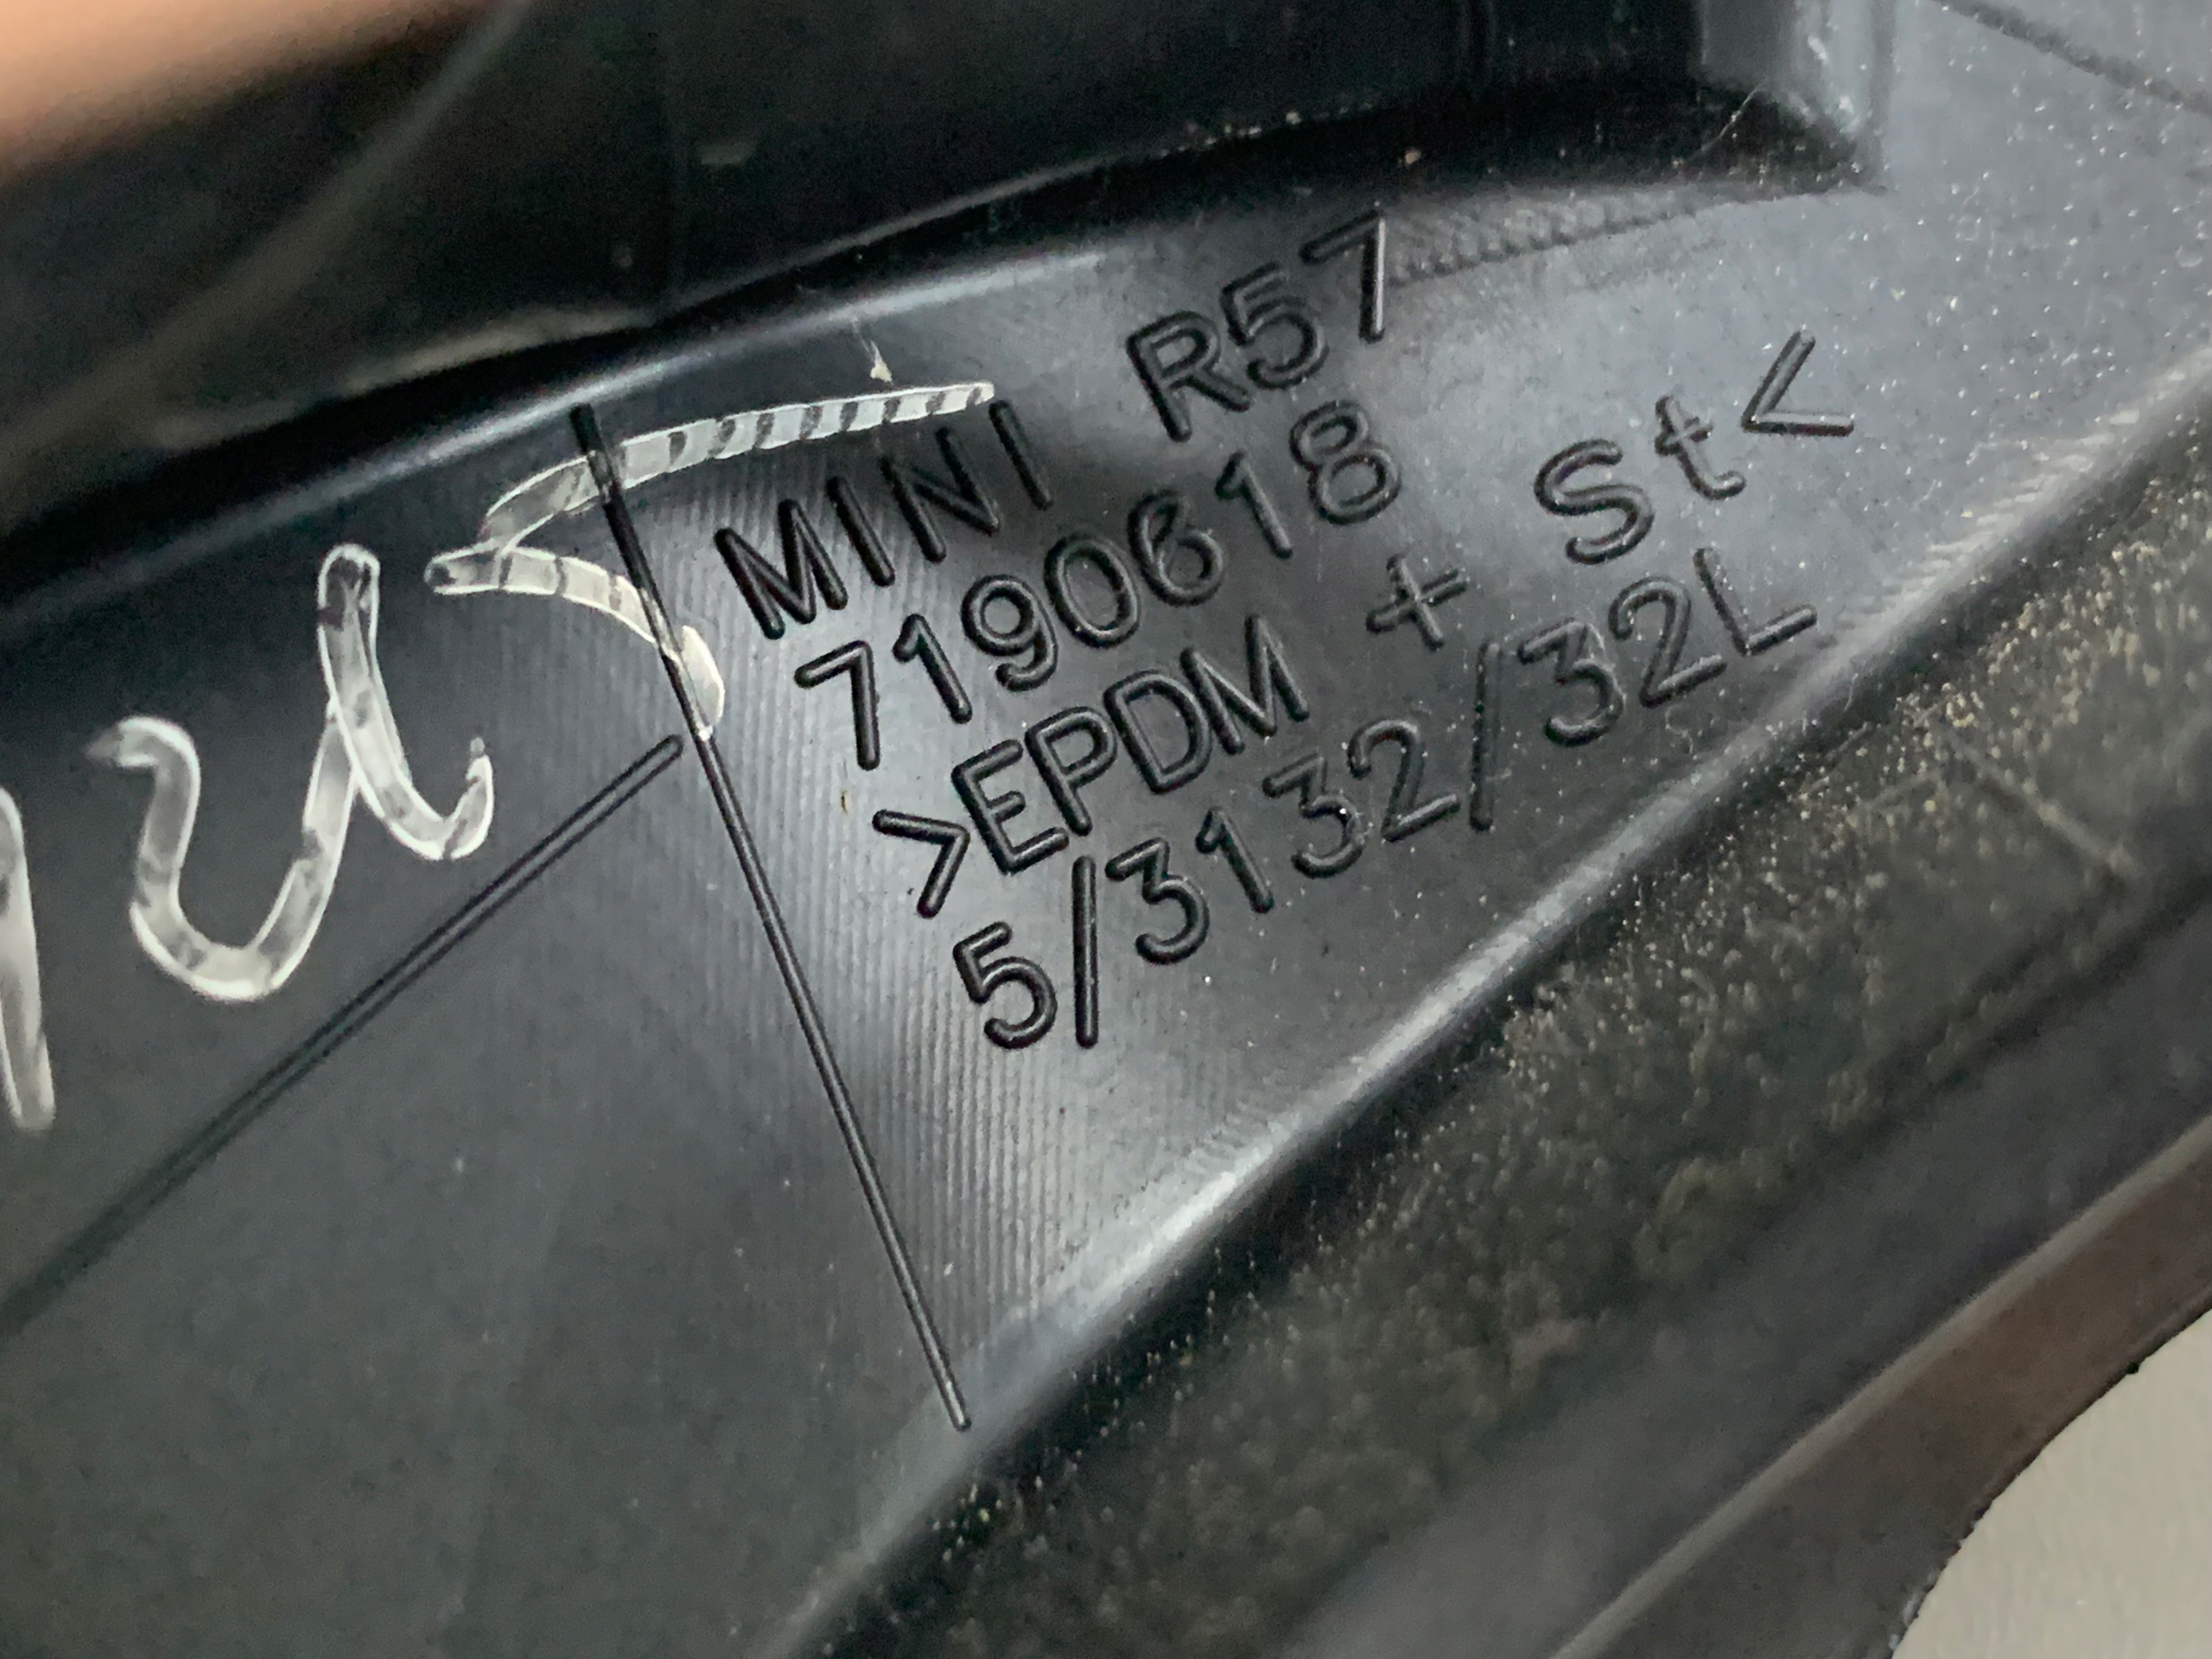 MINI R57
7190618
>EPDM + St<
5/3132/32L